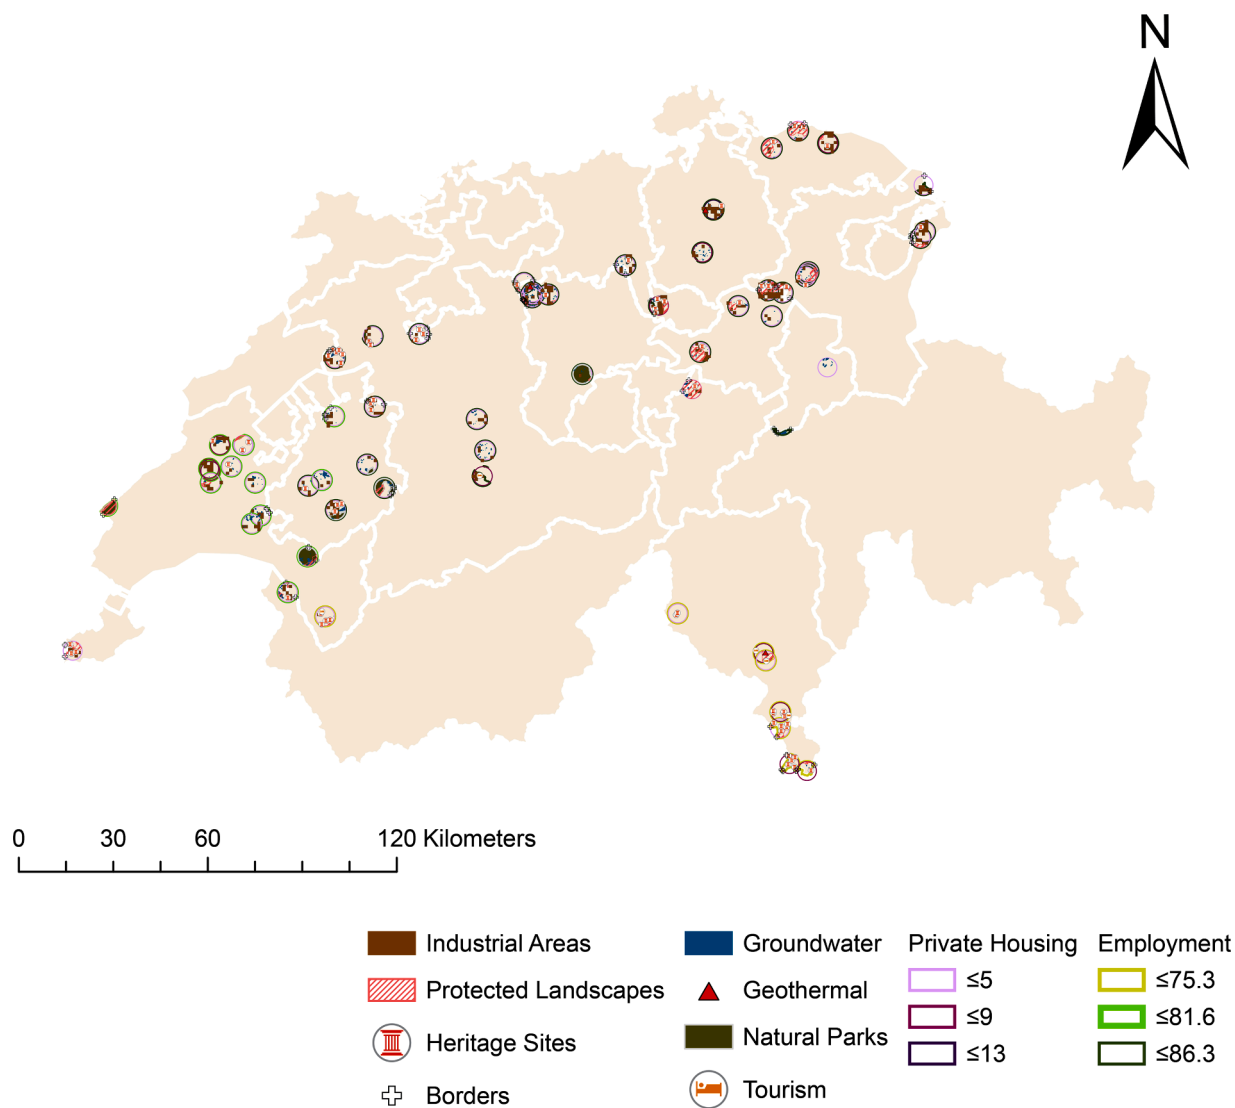 N
0 30 60 120 Kilometers
Industrial Areas
Protected Landscapes
Heritage Sites
Borders
Groundwater
Geothermal
Natural Parks
Tourism
Private Housing
≤5
≤9
≤13
Employment
≤75.3
≤81.6
≤86.3